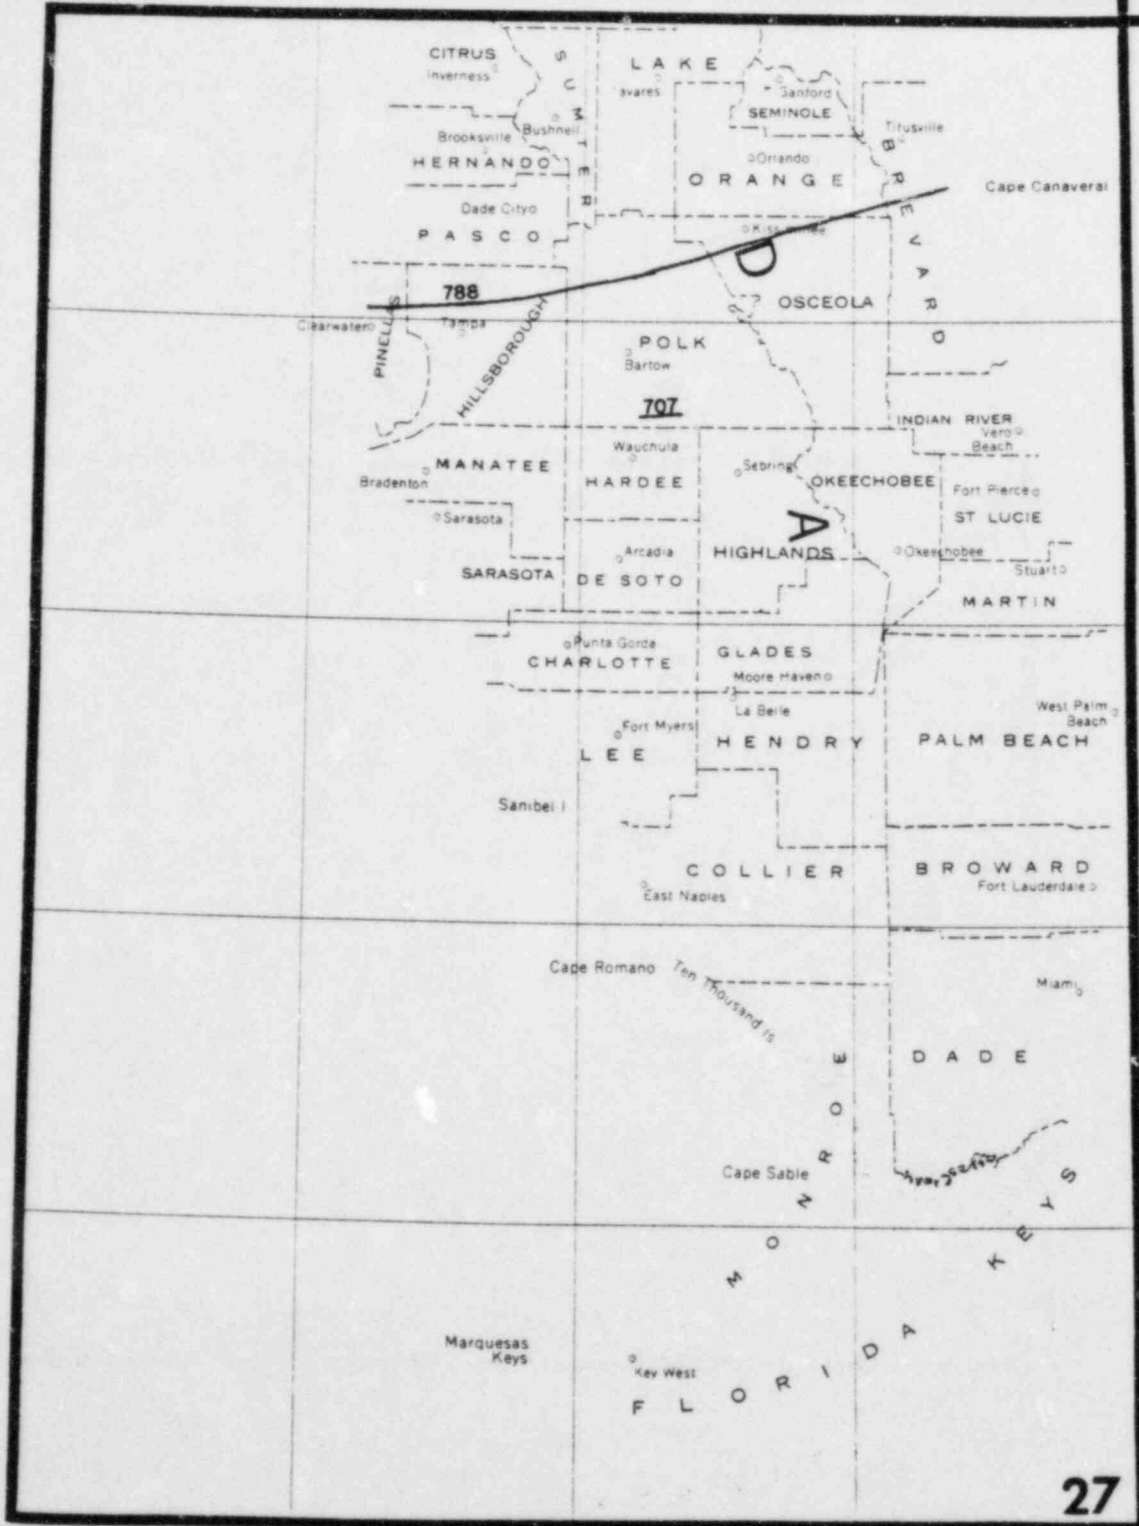 CITRUS
Inverness
SUMTER
LAKE
avares
Sanford
SEMINOLE
Brooksville
Bushnell
Titusville
HERNANDO
Orlando
ORANGE
BREVARD
Cape Canaveral
Dade City
PASCO
D
788
OSCEOLA
Clearwater
PINELLAS
Tampa
HILLSBOROUGH
POLK
Bartow
707
INDIAN RIVER
Vero
Beach
Wauchula
MANATEE
HARDEE
Sebring
OKEECHOBEE
Bradenton
Fort Pierce
Sarasota
A
ST LUCIE
Arcadia
HIGHLANDS
Okeechobee
SARASOTA
DE SOTO
Stuart
MARTIN
Punta Gorda
CHARLOTTE
GLADES
Moore Haven
La Belle
West Palm
Beach
Fort Myers
LEE
HENDRY
PALM BEACH
Sanibel I
COLLIER
BROWARD
East Naples
Fort Lauderdale
Cape Romano
Ten Thousand Is
Miami
DADE
MONROE
Cape Sable
FLORIDA KEYS
Marquesas
Keys
Key West
27